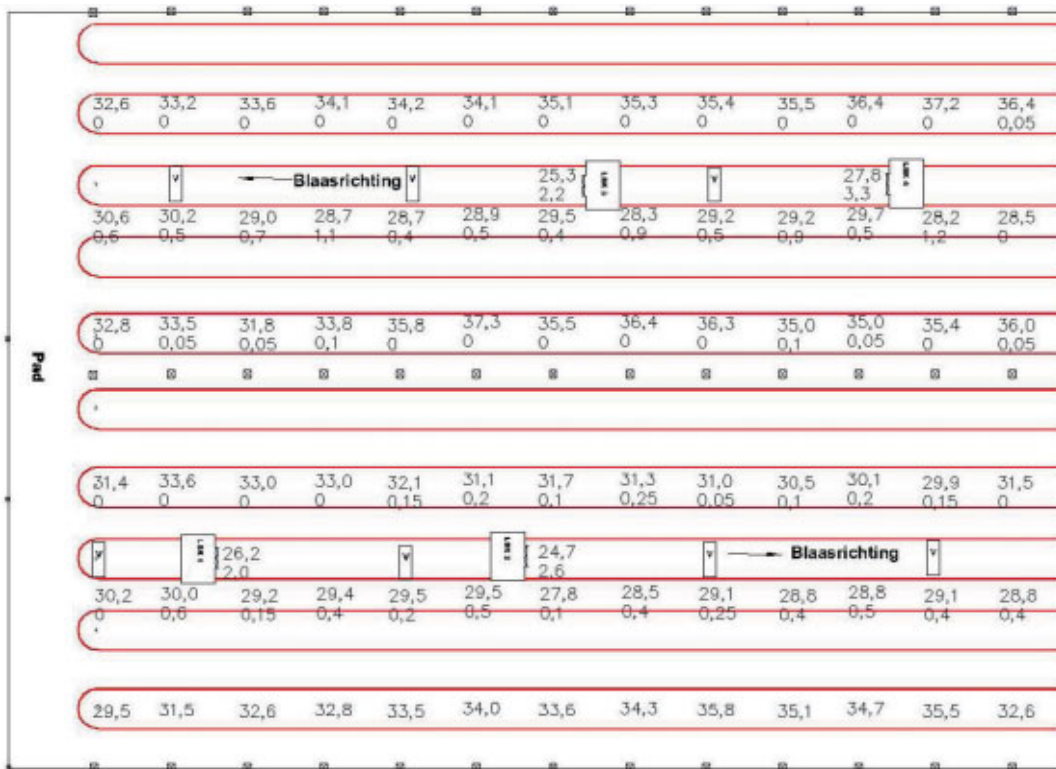 32,6 33,2 33,6 34,1 34,2 34,1 35,1 35,3 35,4 35,5 36,4 37,2 36,4
0 0 0 0 0 0 0 0 0 0 0 0 0,05
V Blaasrichting V 25,3 V 27,8
2,2 3,3
30,6 30,2 29,0 28,7 28,7 28,9 29,5 28,3 29,2 29,2 29,7 28,2 28,50
0,6 0,5 0,7 1,1 0,4 0,5 0,4 0,9 0,5 0,9 0,5 1,2 0
32,8 33,5 31,8 33,8 35,8 37,3 35,5 36,4 36,3 35,0 35,0 35,4 36,0
0 0,05 0,05 0,1 0 0 0 0 0 0,1 0,05 0 0,05
Pad
31,4 33,6 33,0 33,0 32,1 31,1 31,7 31,3 31,0 30,5 30,1 29,9 31,5
0 0 0 0 0,15 0,2 0,1 0,25 0,05 0,1 0,2 0,15 0
V LBK 1 26,2 V LBK 2 24,7 V Blaasrichting V
2,0 2,6
30,2 30,0 29,2 29,4 29,5 29,5 27,8 28,5 29,1 28,8 28,8 29,1 28,8
0 0,6 0,15 0,4 0,2 0,5 0,1 0,4 0,25 0,4 0,5 0,4 0,4
29,5 31,5 32,6 32,8 33,5 34,0 33,6 34,3 35,8 35,1 34,7 35,5 32,6